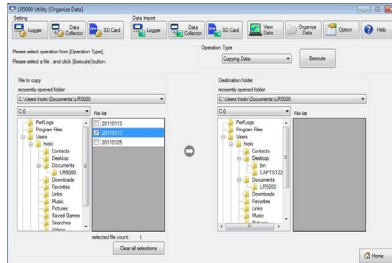 LR5000 Utility [Organize Data]
Setting
Data Import
Logger
Data Collector
SD Card
Logger
Data Collector
SD Card
View Data
Organize Data
Option
Help
Please select operation from [Operation Type],
Please select a file , and click [Execute] button.
Operation Type
Copying Data
Execute
File to copy
recently opened folder
C:\Users\hioki\Documents\LR5000
C:()
File list
PerfLogs
Program Files
Users
hioki
Contacts
Desktop
Documents
LR5000
Downloads
Favorites
Links
Music
Pictures
Saved Games
Searches
Videos
20110113
20110117
20110125
selected file count: 1
Clear all selections
Destination folder
recently opened folder
C:\Users\hioki\Documents\LR5000
C:()
File list
PerfLogs
Program Files
Users
hioki
Contacts
Desktop
bin
CAPTST22
Documents
LR5000
Downloads
Favorites
Links
Music
Pictures
Home